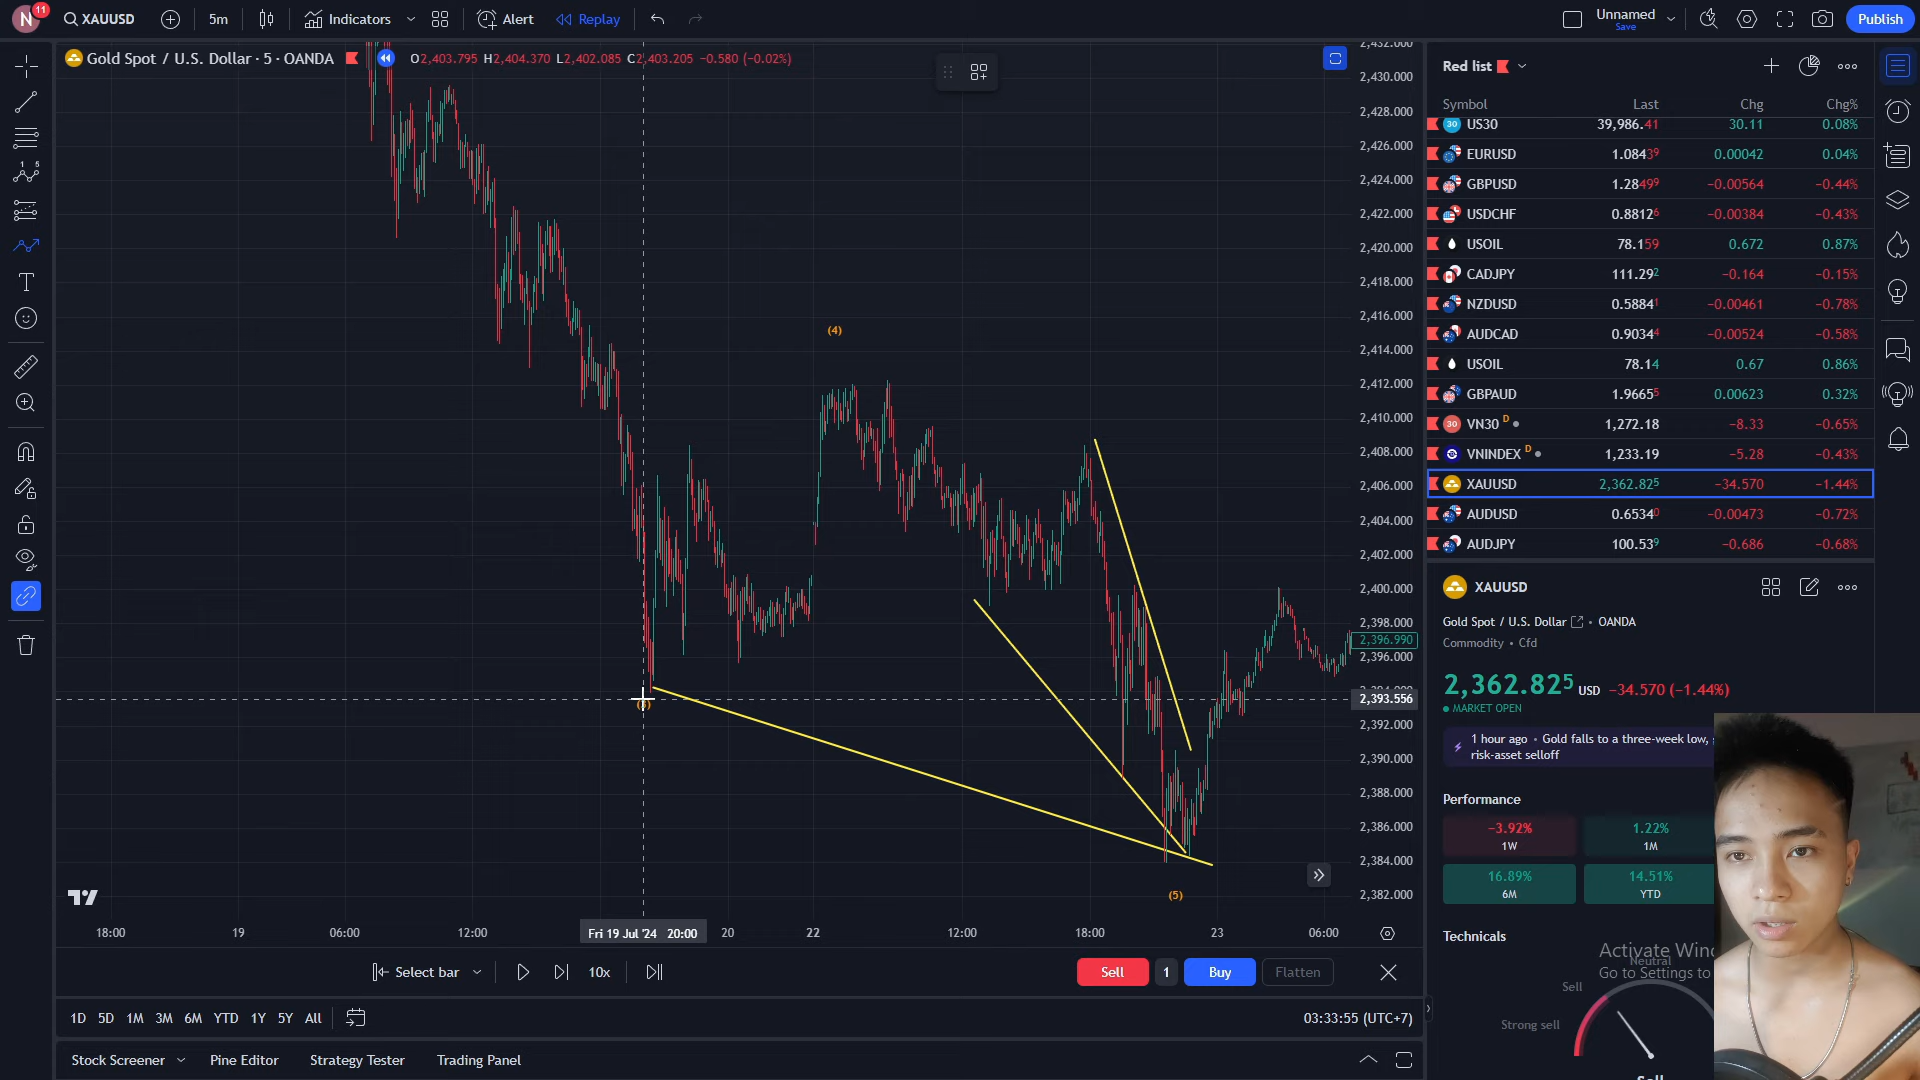 N 11 XAUUSD 5m Indicators Alert Replay Unnamed Save Publish
Gold Spot / U.S. Dollar · 5 · OANDA O2,403.795 H2,404.370 L2,402.085 C2,403.205 −0.580 (−0.02%)
2,432.000
2,430.000
2,428.000
2,426.000
2,424.000
2,422.000
2,420.000
2,418.000
2,416.000
2,414.000
2,412.000
2,410.000
2,408.000
2,406.000
2,404.000
2,402.000
2,400.000
2,398.000
2,396.990
2,396.000
2,393.556
2,392.000
2,390.000
2,388.000
2,386.000
2,384.000
2,382.000
(4)
(5)
18:00 19 06:00 12:00 Fri 19 Jul '24 20:00 20 22 12:00 18:00 23 06:00
Select bar 10x Sell 1 Buy Flatten
1D 5D 1M 3M 6M YTD 1Y 5Y All 03:33:55 (UTC+7)
Stock Screener Pine Editor Strategy Tester Trading Panel
Red list
Symbol Last Chg Chg%
30 US30 39,986.41 30.11 0.08%
EURUSD 1.08439 0.00042 0.04%
GBPUSD 1.28499 −0.00564 −0.44%
USDCHF 0.88126 −0.00384 −0.43%
USOIL 78.159 0.672 0.87%
CADJPY 111.292 −0.164 −0.15%
NZDUSD 0.58841 −0.00461 −0.78%
AUDCAD 0.90344 −0.00524 −0.58%
USOIL 78.14 0.67 0.86%
GBPAUD 1.96655 0.00623 0.32%
30 VN30 D 1,272.18 −8.33 −0.65%
VNINDEX D 1,233.19 −5.28 −0.43%
XAUUSD 2,362.825 −34.570 −1.44%
AUDUSD 0.65340 −0.00473 −0.72%
AUDJPY 100.539 −0.686 −0.68%
XAUUSD
Gold Spot / U.S. Dollar · OANDA
Commodity · Cfd
2,362.825 USD −34.570 (−1.44%)
MARKET OPEN
1 hour ago · Gold falls to a three-week low,
risk-asset selloff
Performance
−3.92% 1.22%
1W 1M
16.89% 14.51%
6M YTD
Technicals
Activate Win
Neutral
Go to Settings to
Sell
Strong sell
Sell